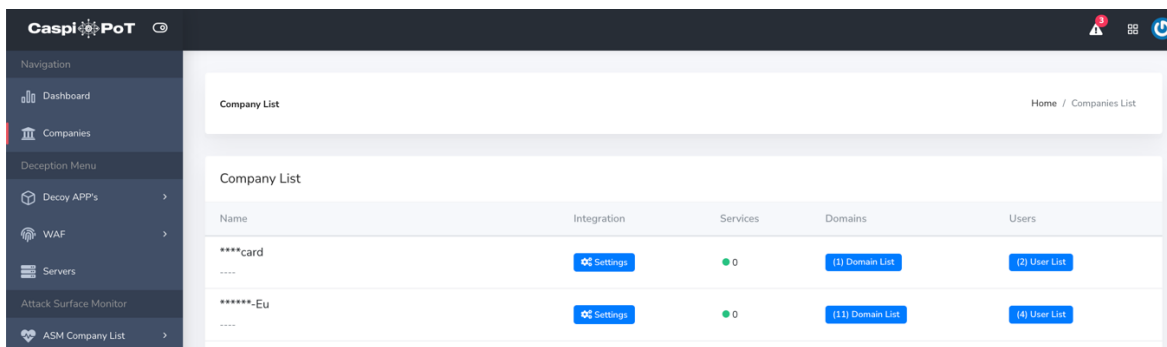 Caspi PoT
3
Navigation
Dashboard
Companies
Deception Menu
Decoy APP's
WAF
Servers
Attack Surface Monitor
ASM Company List
Company List
Home / Companies List
Company List
Name Integration Services Domains Users
****card
----
Settings 0 (1) Domain List (2) User List
******-Eu
----
Settings 0 (11) Domain List (4) User List